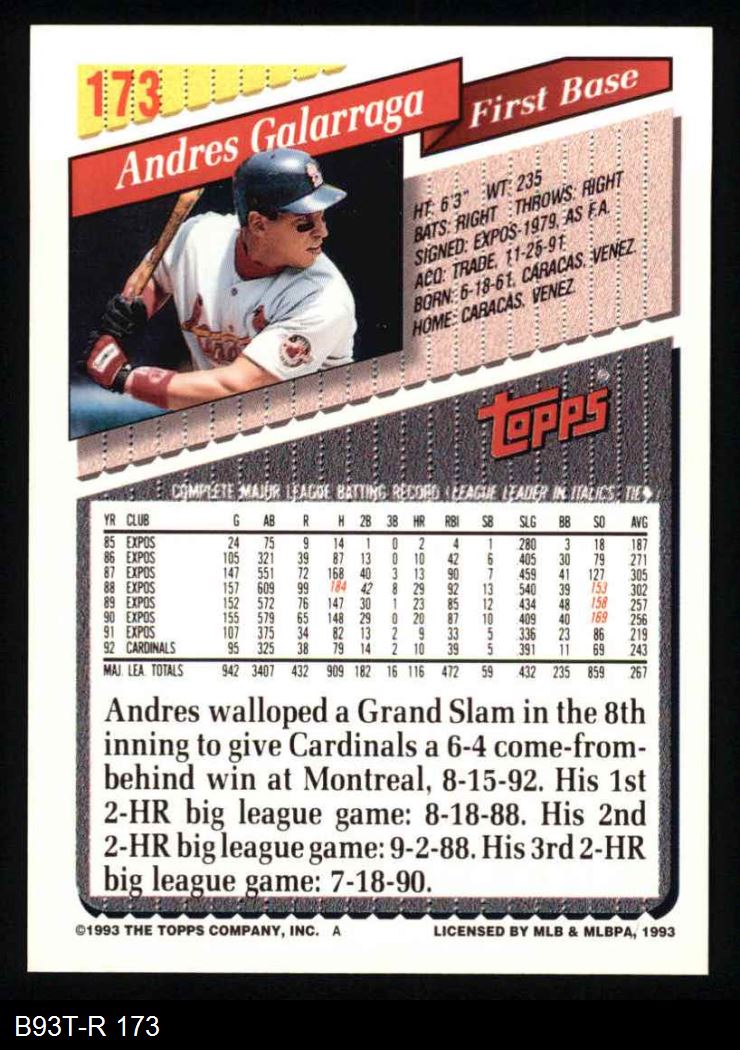 173
Andres Galarraga
First Base
HT: 6'3" WT: 235
BATS: RIGHT THROWS: RIGHT
SIGNED: EXPOS-1979, AS F.A.
ACQ: TRADE, 11-25-91
BORN: 6-18-61, CARACAS, VENEZ.
HOME: CARACAS, VENEZ.
TOPPS®
COMPLETE MAJOR LEAGUE BATTING RECORD (LEAGUE LEADER IN ITALICS, TIE◆)
YR CLUB G AB R H 2B 3B HR RBI SB SLG BB SO AVG
85 EXPOS 24 75 9 14 1 0 2 4 1 .280 3 18 .187
86 EXPOS 105 321 39 87 13 0 10 42 6 .405 30 79 .271
87 EXPOS 147 551 72 168 40 3 13 90 7 .459 41 127 .305
88 EXPOS 157 609 99 184 42 8 29 92 13 .540 39 153 .302
89 EXPOS 152 572 76 147 30 1 23 85 12 .434 48 158 .257
90 EXPOS 155 579 65 148 29 0 20 87 10 .409 40 169 .256
91 EXPOS 107 375 34 82 13 2 9 33 5 .336 23 86 .219
92 CARDINALS 95 325 38 79 14 2 10 39 5 .391 11 69 .243
MAJ. LEA. TOTALS 942 3407 432 909 182 16 116 472 59 .432 235 859 .267
Andres walloped a Grand Slam in the 8th
inning to give Cardinals a 6-4 come-from-
behind win at Montreal, 8-15-92. His 1st
2-HR big league game: 8-18-88. His 2nd
2-HR big league game: 9-2-88. His 3rd 2-HR
big league game: 7-18-90.
©1993 THE TOPPS COMPANY, INC. A LICENSED BY MLB & MLBPA, 1993
B93T-R 173